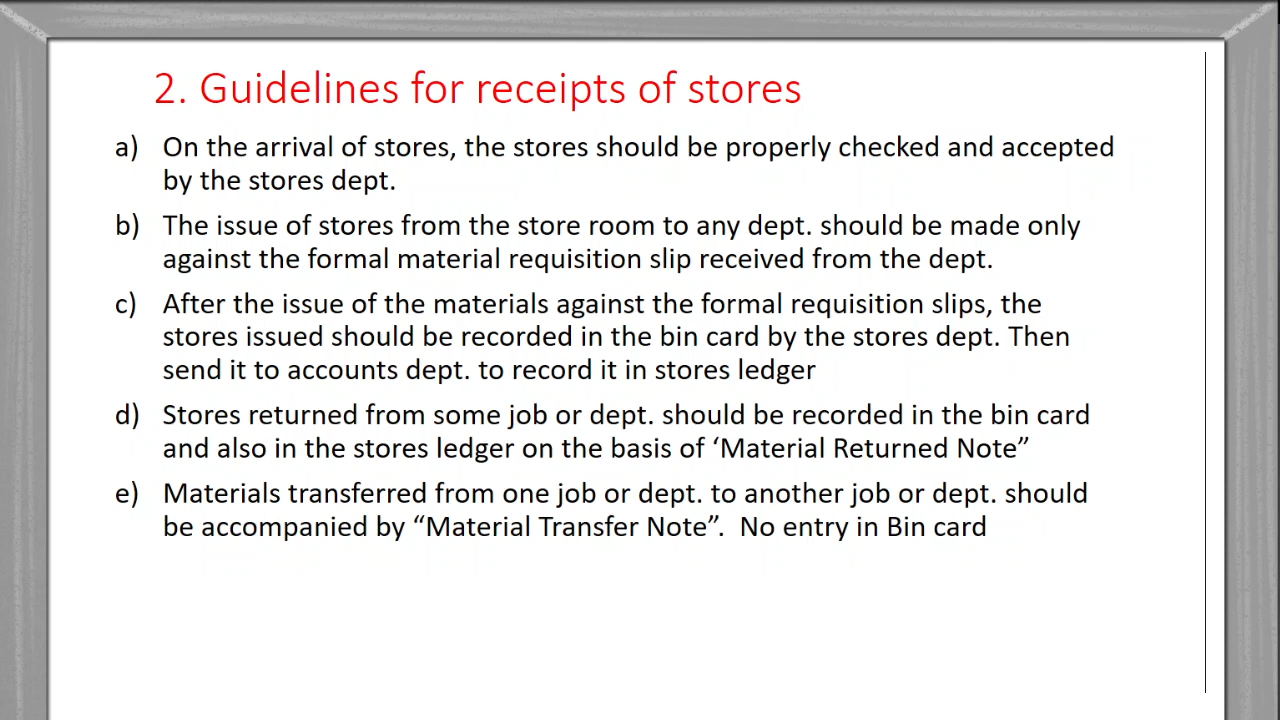 2. Guidelines for receipts of stores
a) On the arrival of stores, the stores should be properly checked and accepted
by the stores dept.
b) The issue of stores from the store room to any dept. should be made only
against the formal material requisition slip received from the dept.
c) After the issue of the materials against the formal requisition slips, the
stores issued should be recorded in the bin card by the stores dept. Then
send it to accounts dept. to record it in stores ledger
d) Stores returned from some job or dept. should be recorded in the bin card
and also in the stores ledger on the basis of ‘Material Returned Note”
e) Materials transferred from one job or dept. to another job or dept. should
be accompanied by “Material Transfer Note”.  No entry in Bin card